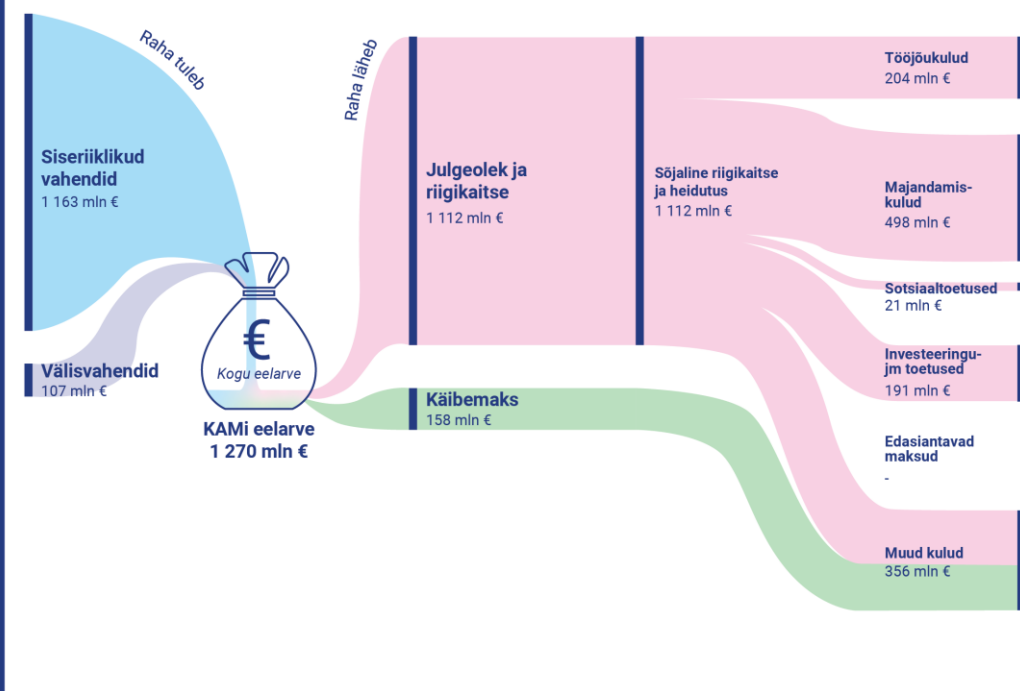 Raha tuleb
Siseriiklikud
vahendid
1 163 mln €
Välisvahendid
107 mln €
€
Kogu eelarve
KAMi eelarve
1 270 mln €
Raha läheb
Julgeolek ja
riigikaitse
1 112 mln €
Käibemaks
158 mln €
Sõjaline riigikaitse
ja heidutus
1 112 mln €
Tööjõukulud
204 mln €
Majandamis-
kulud
498 mln €
Sotsiaaltoetused
21 mln €
Investeeringu-
jm toetused
191 mln €
Edasiantavad
maksud
-
Muud kulud
356 mln €